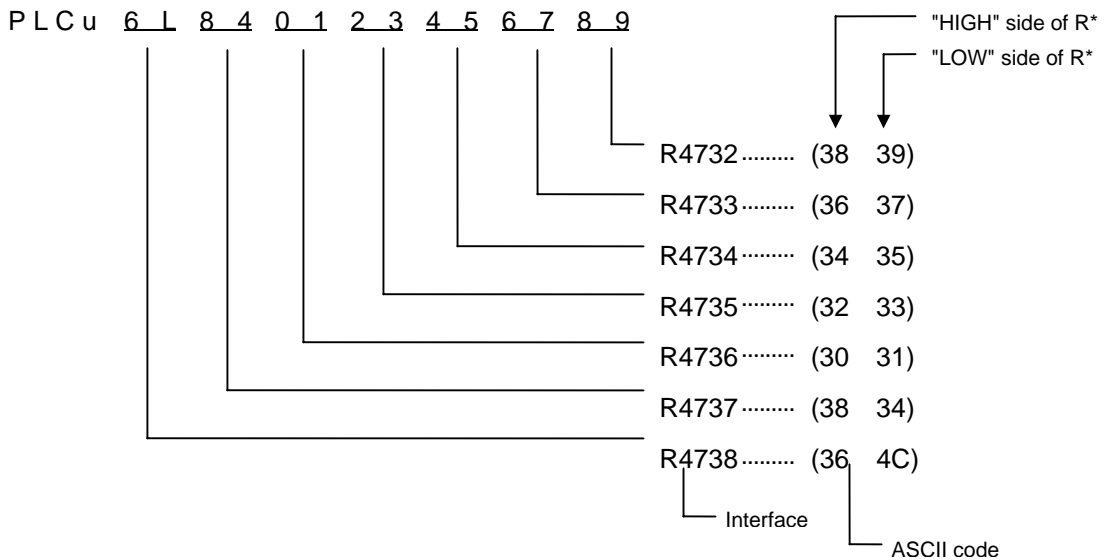 P L C u 6 L 8 4 0 1 2 3 4 5 6 7 8 9
"HIGH" side of R*
"LOW" side of R*
R4732 ········· (38 39)
R4733 ········· (36 37)
R4734 ········· (34 35)
R4735 ········· (32 33)
R4736 ········· (30 31)
R4737 ········· (38 34)
R4738 ········· (36 4C)
Interface
ASCII code